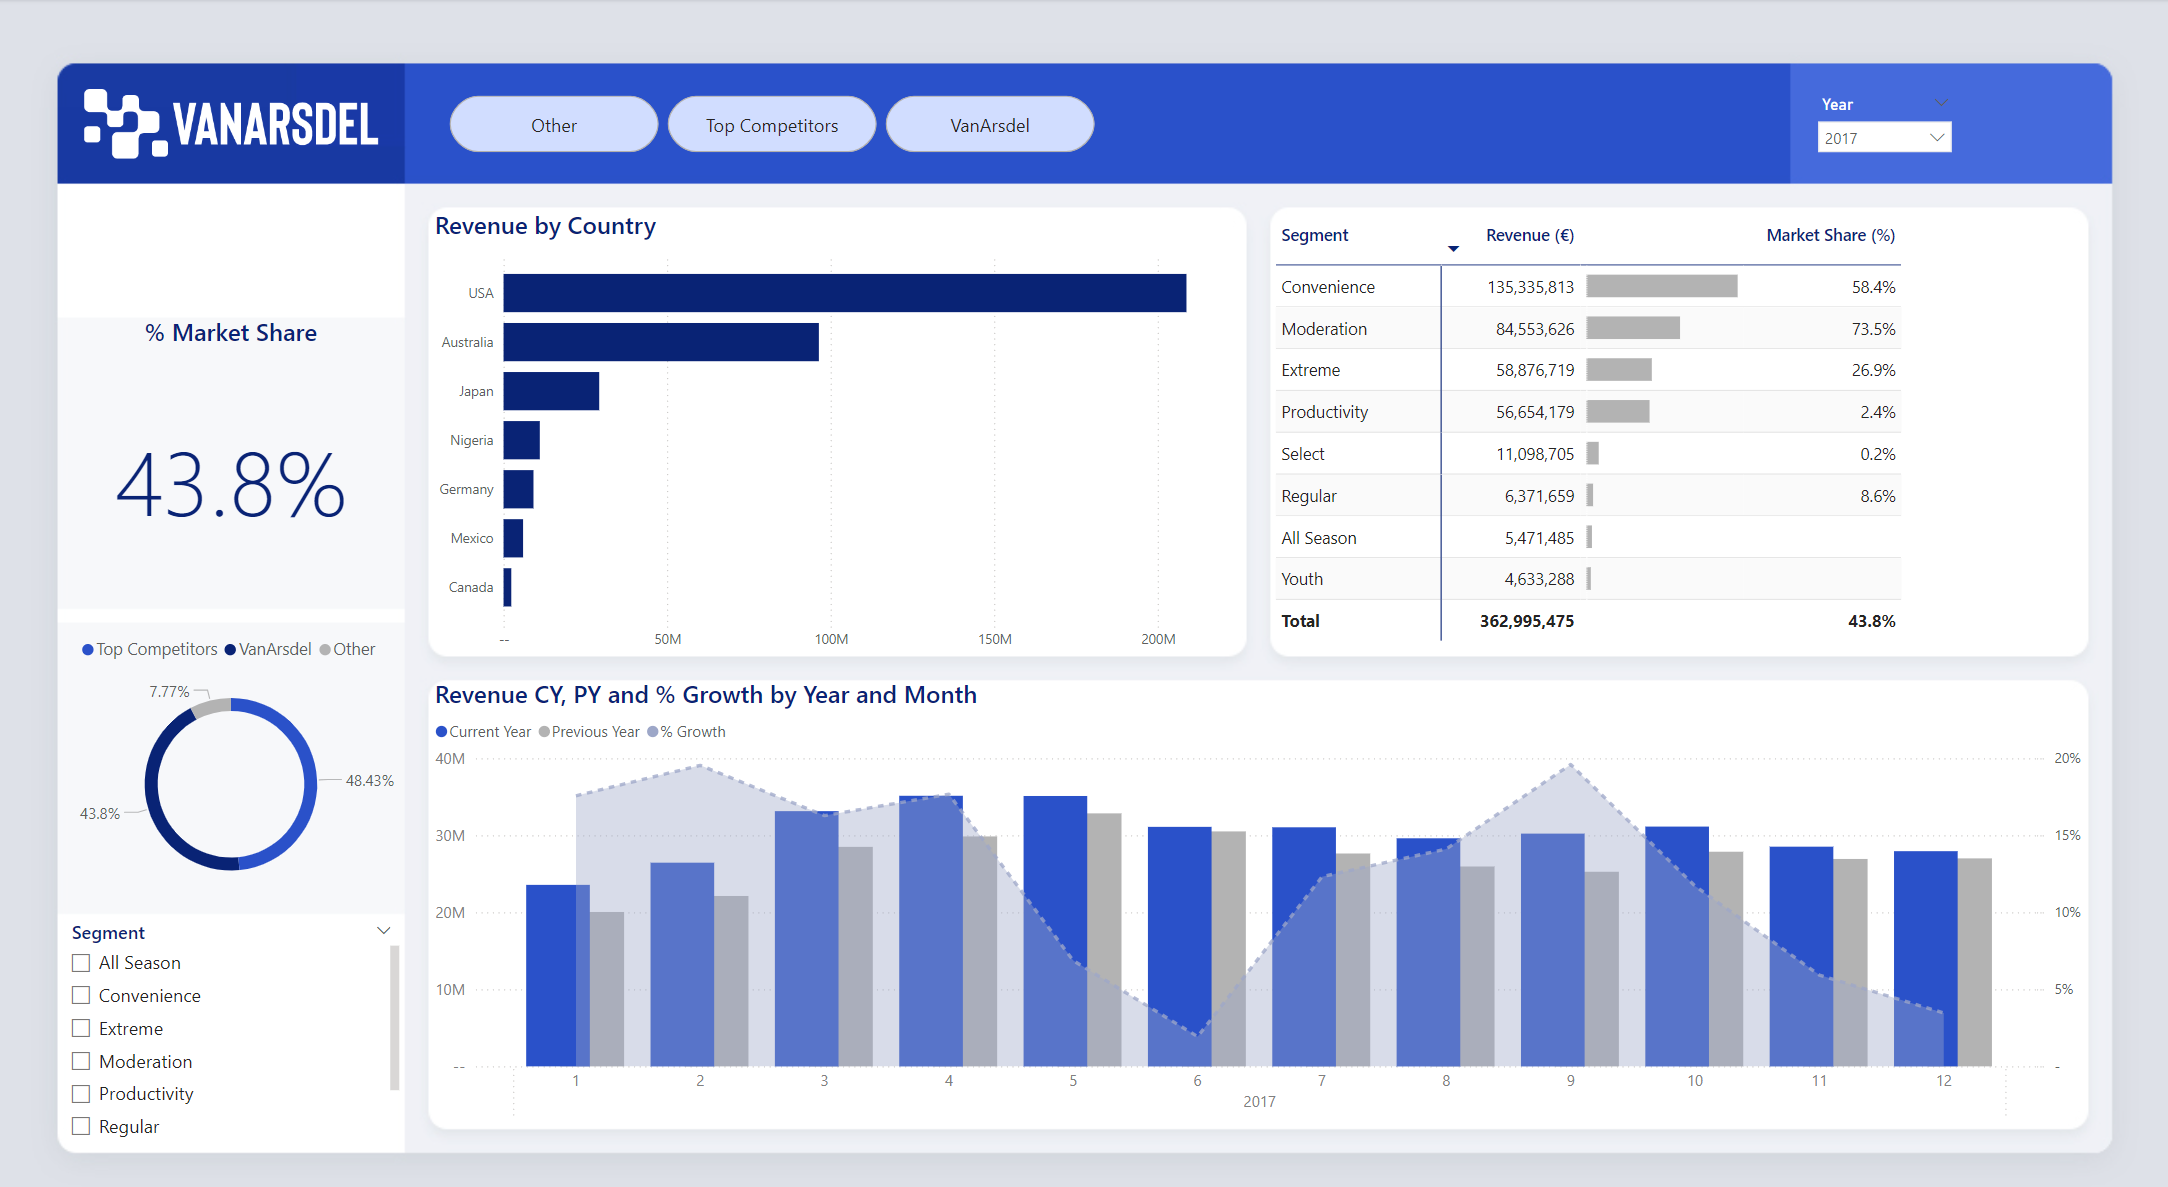 VANARSDEL
Other
Top Competitors
VanArsdel
Year
2017
% Market Share
43.8%
Top Competitors VanArsdel Other
7.77%
48.43%
43.8%
Segment
All Season
Convenience
Extreme
Moderation
Productivity
Regular
Revenue by Country
USA
Australia
Japan
Nigeria
Germany
Mexico
Canada
-- 50M 100M 150M 200M
Segment Revenue (€) Market Share (%)
Convenience 135,335,813 58.4%
Moderation 84,553,626 73.5%
Extreme 58,876,719 26.9%
Productivity 56,654,179 2.4%
Select 11,098,705 0.2%
Regular 6,371,659 8.6%
All Season 5,471,485
Youth 4,633,288
Total 362,995,475 43.8%
Revenue CY, PY and % Growth by Year and Month
Current Year Previous Year % Growth
40M 20%
30M 15%
20M 10%
10M 5%
-- -
1 2 3 4 5 6 7 8 9 10 11 12
2017